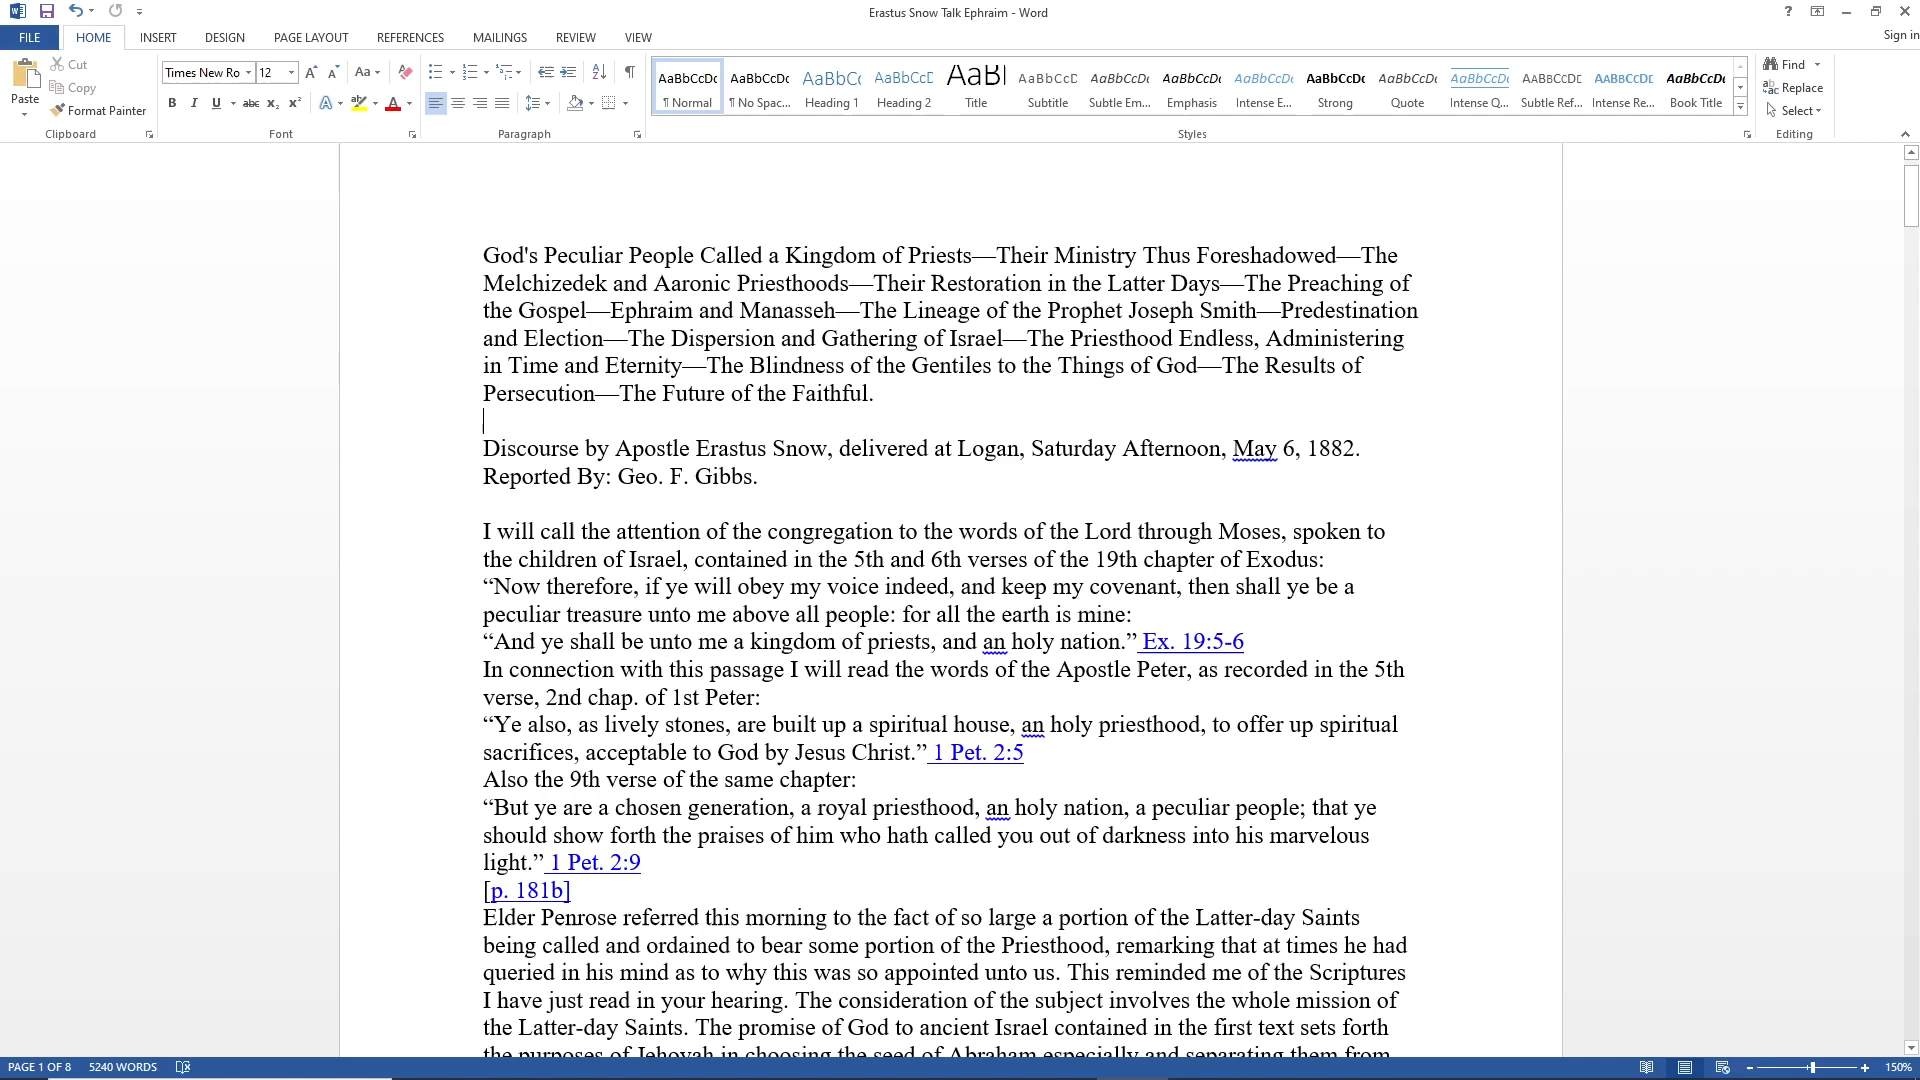 Erastus Snow Talk Ephraim - Word
Sign in
FILE HOME INSERT DESIGN PAGE LAYOUT REFERENCES MAILINGS REVIEW VIEW
Paste
Cut
Copy
Format Painter
Clipboard
Times New Ro 12
Font
Paragraph
AaBbCcDc AaBbCcDc AaBbCc AaBbCcD AaBl AaBbCcD AaBbCcDc AaBbCcDc AaBbCcDc AaBbCcDc AaBbCcDc AaBbCcDc AABBCCDE AABBCCDE AaBbCcDc
¶ Normal ¶ No Spac... Heading 1 Heading 2 Title Subtitle Subtle Em... Emphasis Intense E... Strong Quote Intense Q... Subtle Ref... Intense Re... Book Title
Styles
Find
Replace
Select
Editing
God's Peculiar People Called a Kingdom of Priests—Their Ministry Thus Foreshadowed—The
Melchizedek and Aaronic Priesthoods—Their Restoration in the Latter Days—The Preaching of
the Gospel—Ephraim and Manasseh—The Lineage of the Prophet Joseph Smith—Predestination
and Election—The Dispersion and Gathering of Israel—The Priesthood Endless, Administering
in Time and Eternity—The Blindness of the Gentiles to the Things of God—The Results of
Persecution—The Future of the Faithful.
Discourse by Apostle Erastus Snow, delivered at Logan, Saturday Afternoon, May 6, 1882.
Reported By: Geo. F. Gibbs.
I will call the attention of the congregation to the words of the Lord through Moses, spoken to
the children of Israel, contained in the 5th and 6th verses of the 19th chapter of Exodus:
“Now therefore, if ye will obey my voice indeed, and keep my covenant, then shall ye be a
peculiar treasure unto me above all people: for all the earth is mine:
“And ye shall be unto me a kingdom of priests, and an holy nation.” Ex. 19:5-6
In connection with this passage I will read the words of the Apostle Peter, as recorded in the 5th
verse, 2nd chap. of 1st Peter:
“Ye also, as lively stones, are built up a spiritual house, an holy priesthood, to offer up spiritual
sacrifices, acceptable to God by Jesus Christ.” 1 Pet. 2:5
Also the 9th verse of the same chapter:
“But ye are a chosen generation, a royal priesthood, an holy nation, a peculiar people; that ye
should show forth the praises of him who hath called you out of darkness into his marvelous
light.” 1 Pet. 2:9
[p. 181b]
Elder Penrose referred this morning to the fact of so large a portion of the Latter-day Saints
being called and ordained to bear some portion of the Priesthood, remarking that at times he had
queried in his mind as to why this was so appointed unto us. This reminded me of the Scriptures
I have just read in your hearing. The consideration of the subject involves the whole mission of
the Latter-day Saints. The promise of God to ancient Israel contained in the first text sets forth
the purposes of Jehovah in choosing the seed of Abraham especially and separating them from
PAGE 1 OF 8 5240 WORDS
150%